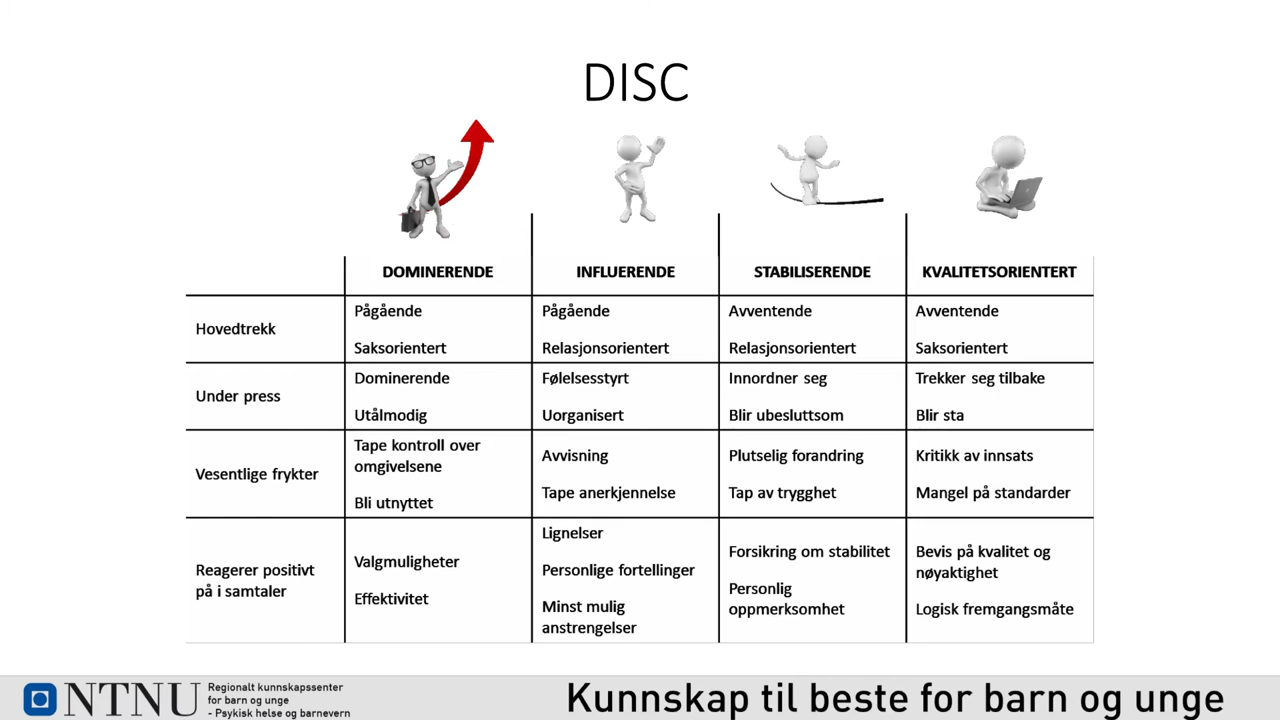 DISC
DOMINERENDE INFLUERENDE STABILISERENDE KVALITETSORIENTERT
Hovedtrekk
Pågående
Saksorientert
Pågående
Relasjonsorientert
Avventende
Relasjonsorientert
Avventende
Saksorientert
Under press
Dominerende
Utålmodig
Følelsesstyrt
Uorganisert
Innordner seg
Blir ubesluttsom
Trekker seg tilbake
Blir sta
Vesentlige frykter
Tape kontroll over
omgivelsene
Bli utnyttet
Avvisning
Tape anerkjennelse
Plutselig forandring
Tap av trygghet
Kritikk av innsats
Mangel på standarder
Reagerer positivt
på i samtaler
Valgmuligheter
Effektivitet
Lignelser
Personlige fortellinger
Minst mulig
anstrengelser
Forsikring om stabilitet
Personlig
oppmerksomhet
Bevis på kvalitet og
nøyaktighet
Logisk fremgangsmåte
NTNU
Regionalt kunnskapssenter
for barn og unge
- Psykisk helse og barnevern
Kunnskap til beste for barn og unge